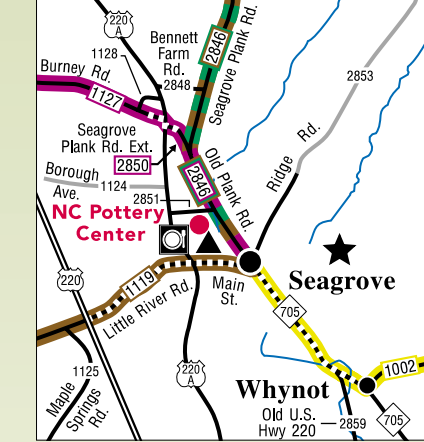 220
A
Bennett
Farm
Rd.
1128
2848
2846
Seagrove Plank Rd.
Burney Rd.
1127
2853
Seagrove
Plank Rd. Ext.
2850
Ridge Rd.
Old Plank Rd.
2846
Borough
Ave.
1124
2851
NC Pottery
Center
220
1119
Little River Rd.
Main
St.
Seagrove
705
220
A
1125
Maple
Springs
Rd.
Whynot
1002
Old U.S.
Hwy 220
2859
705